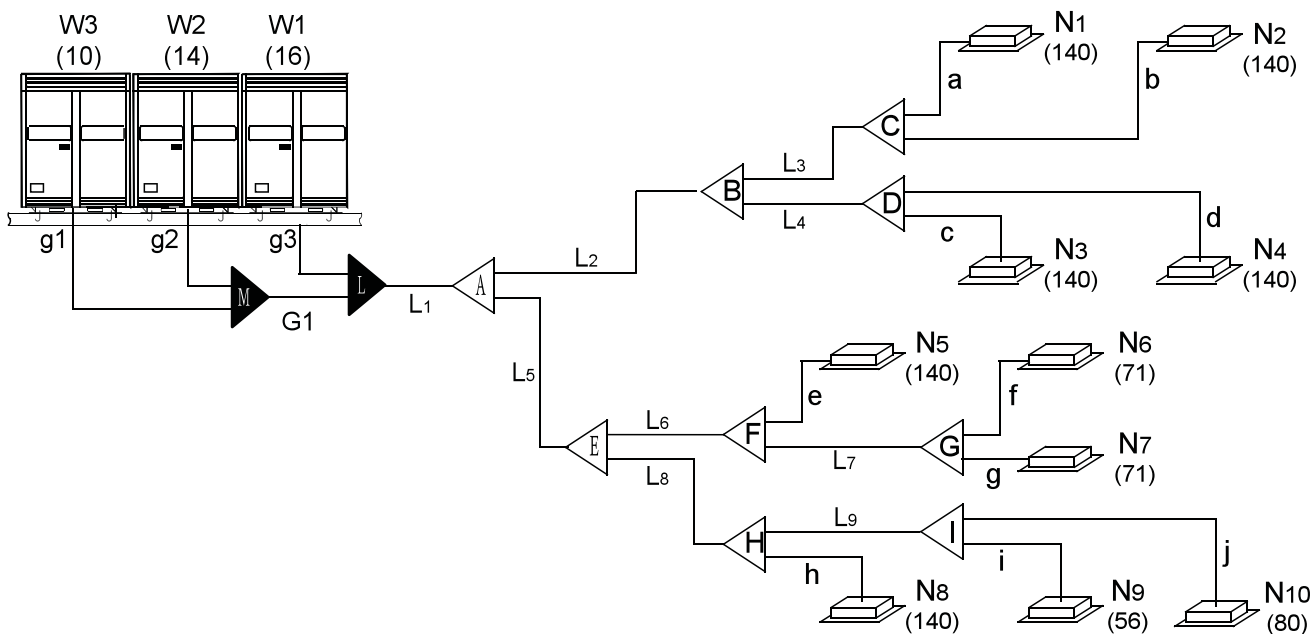 W3 W2 W1
(10) (14) (16)
g1 g2 g3
M
L
G1
L1
A
L2
B
L3
L4
C
a
N1
(140)
b
N2
(140)
D
c
N3
(140)
d
N4
(140)
L5
E
L6
L8
F
e
N5
(140)
L7
G
f
N6
(71)
g
N7
(71)
H
L9
I
h
N8
(140)
i
N9
(56)
j
N10
(80)